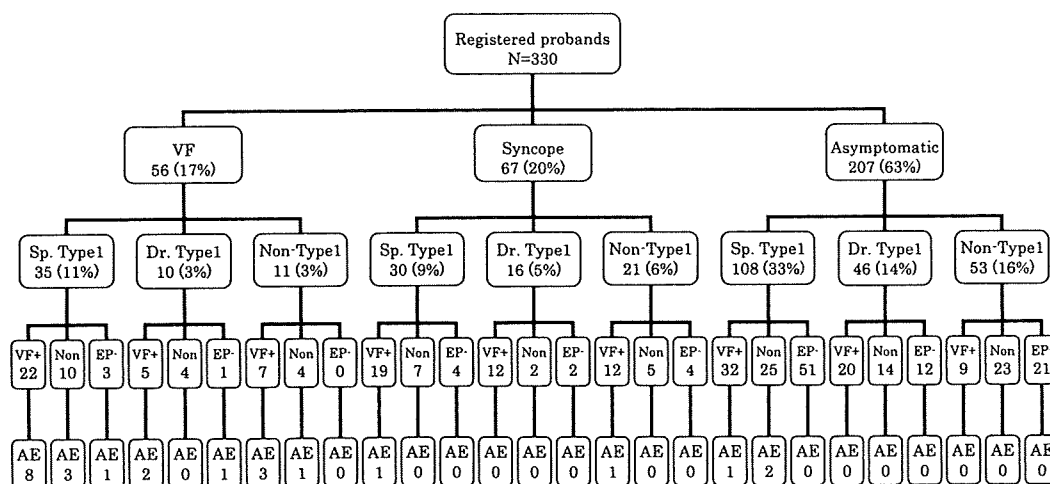 Registered probands
N=330
VF
56 (17%)
Syncope
67 (20%)
Asymptomatic
207 (63%)
Sp. Type1
35 (11%)
Dr. Type1
10 (3%)
Non-Type1
11 (3%)
Sp. Type1
30 (9%)
Dr. Type1
16 (5%)
Non-Type1
21 (6%)
Sp. Type1
108 (33%)
Dr. Type1
46 (14%)
Non-Type1
53 (16%)
VF+
22
Non
10
EP-
3
VF+
5
Non
4
EP-
1
VF+
7
Non
4
EP-
0
VF+
19
Non
7
EP-
4
VF+
12
Non
2
EP-
2
VF+
12
Non
5
EP-
4
VF+
32
Non
25
EP-
51
VF+
20
Non
14
EP-
12
VF+
9
Non
23
EP-
21
AE
8
AE
3
AE
1
AE
2
AE
0
AE
1
AE
3
AE
1
AE
0
AE
1
AE
0
AE
0
AE
0
AE
0
AE
0
AE
1
AE
0
AE
0
AE
1
AE
2
AE
0
AE
0
AE
0
AE
0
AE
0
AE
0
AE
0